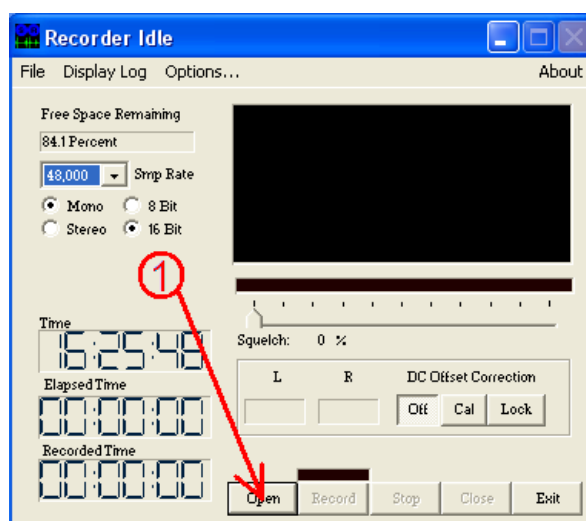 Recorder Idle
File Display Log Options... About
Free Space Remaining
84.1 Percent
48,000 Smp Rate
Mono 8 Bit
Stereo 16 Bit
1
Time
16:25:48
Squelch: 0 %
L R DC Offset Correction
Elapsed Time
Off Cal Lock
00:00:00
Recorded Time
00:00:00
Open Record Stop Close Exit